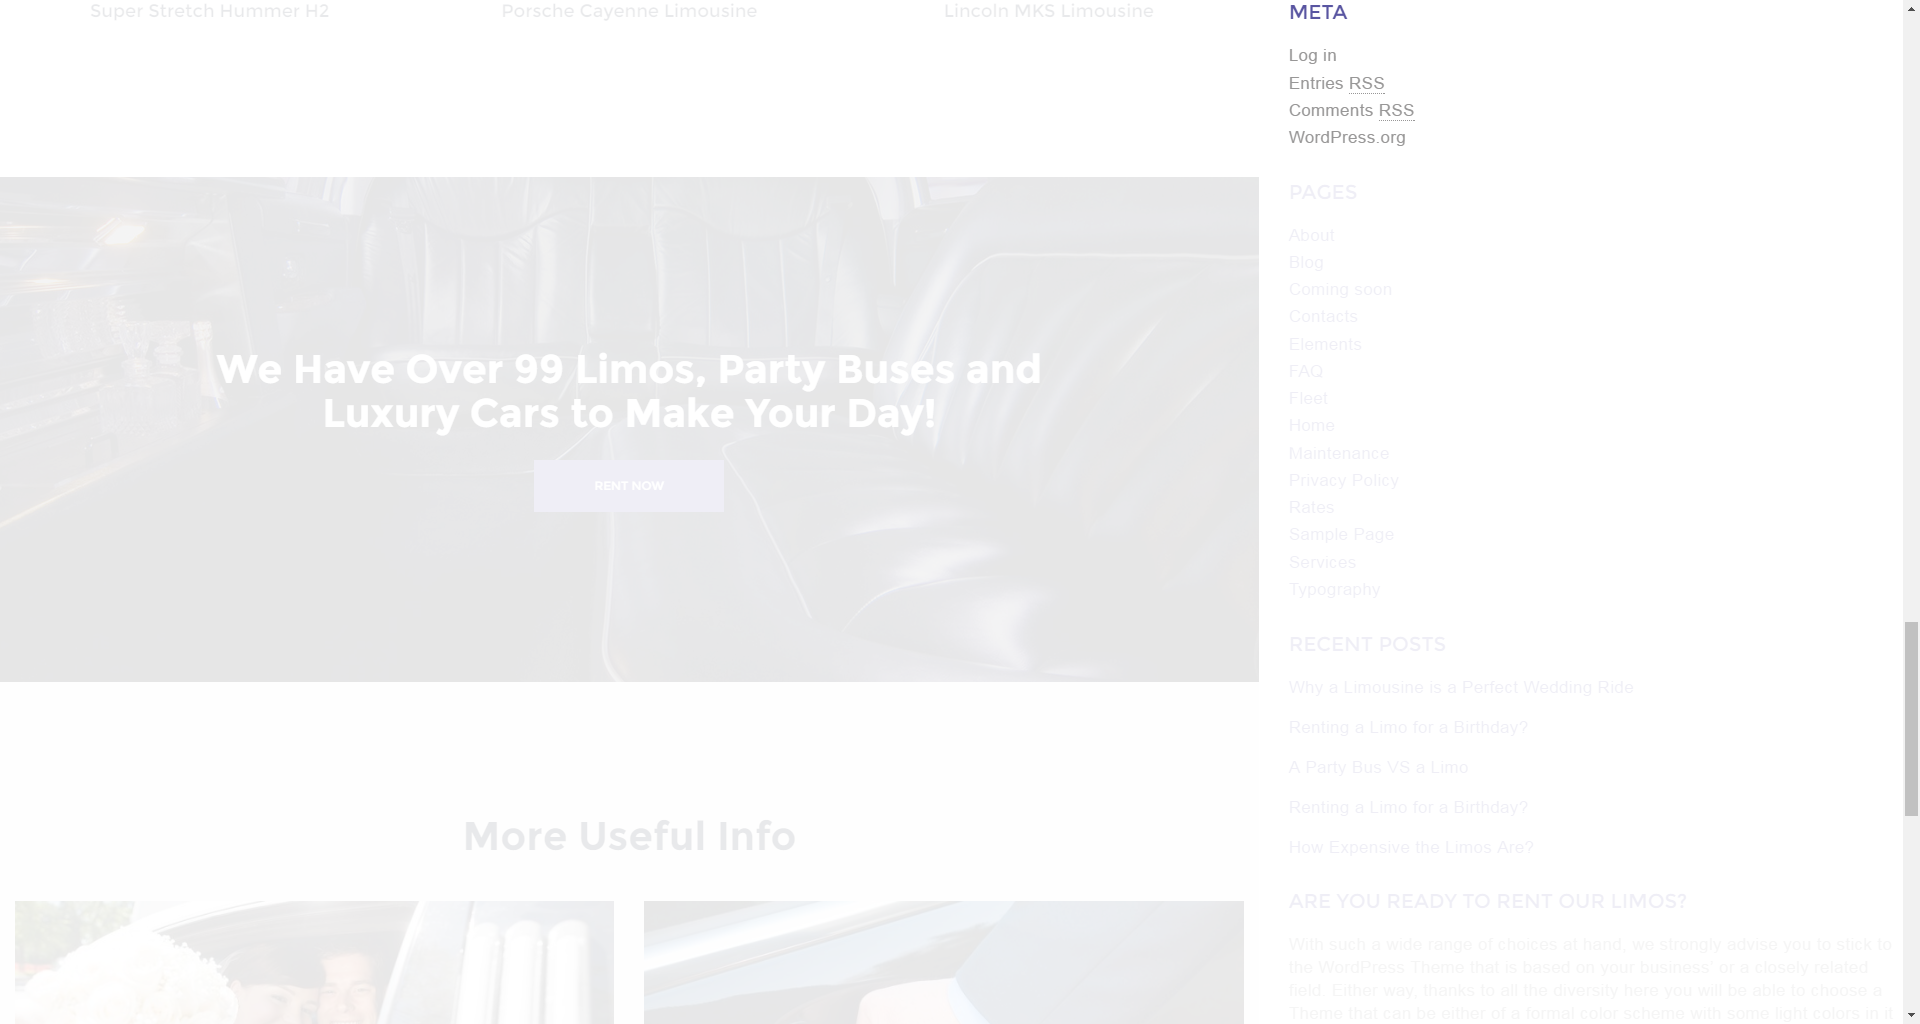 Super Stretch Hummer H2
Porsche Cayenne Limousine
Lincoln MKS Limousine
We Have Over 99 Limos, Party Buses and
Luxury Cars to Make Your Day!
RENT NOW
More Useful Info
META
Log in
Entries RSS
Comments RSS
WordPress.org
PAGES
About
Blog
Coming soon
Contacts
Elements
FAQ
Fleet
Home
Maintenance
Privacy Policy
Rates
Sample Page
Services
Typography
RECENT POSTS
Why a Limousine is a Perfect Wedding Ride
Renting a Limo for a Birthday?
A Party Bus VS a Limo
Renting a Limo for a Birthday?
How Expensive the Limos Are?
ARE YOU READY TO RENT OUR LIMOS?
With such a wide range of choices at hand, we strongly advise you to stick to
the WordPress Theme that is based on your business' or a closely related
field. Either way, thanks to all the diversity here you will be able to choose a
Theme that can be either of a formal color scheme with some light colors in it